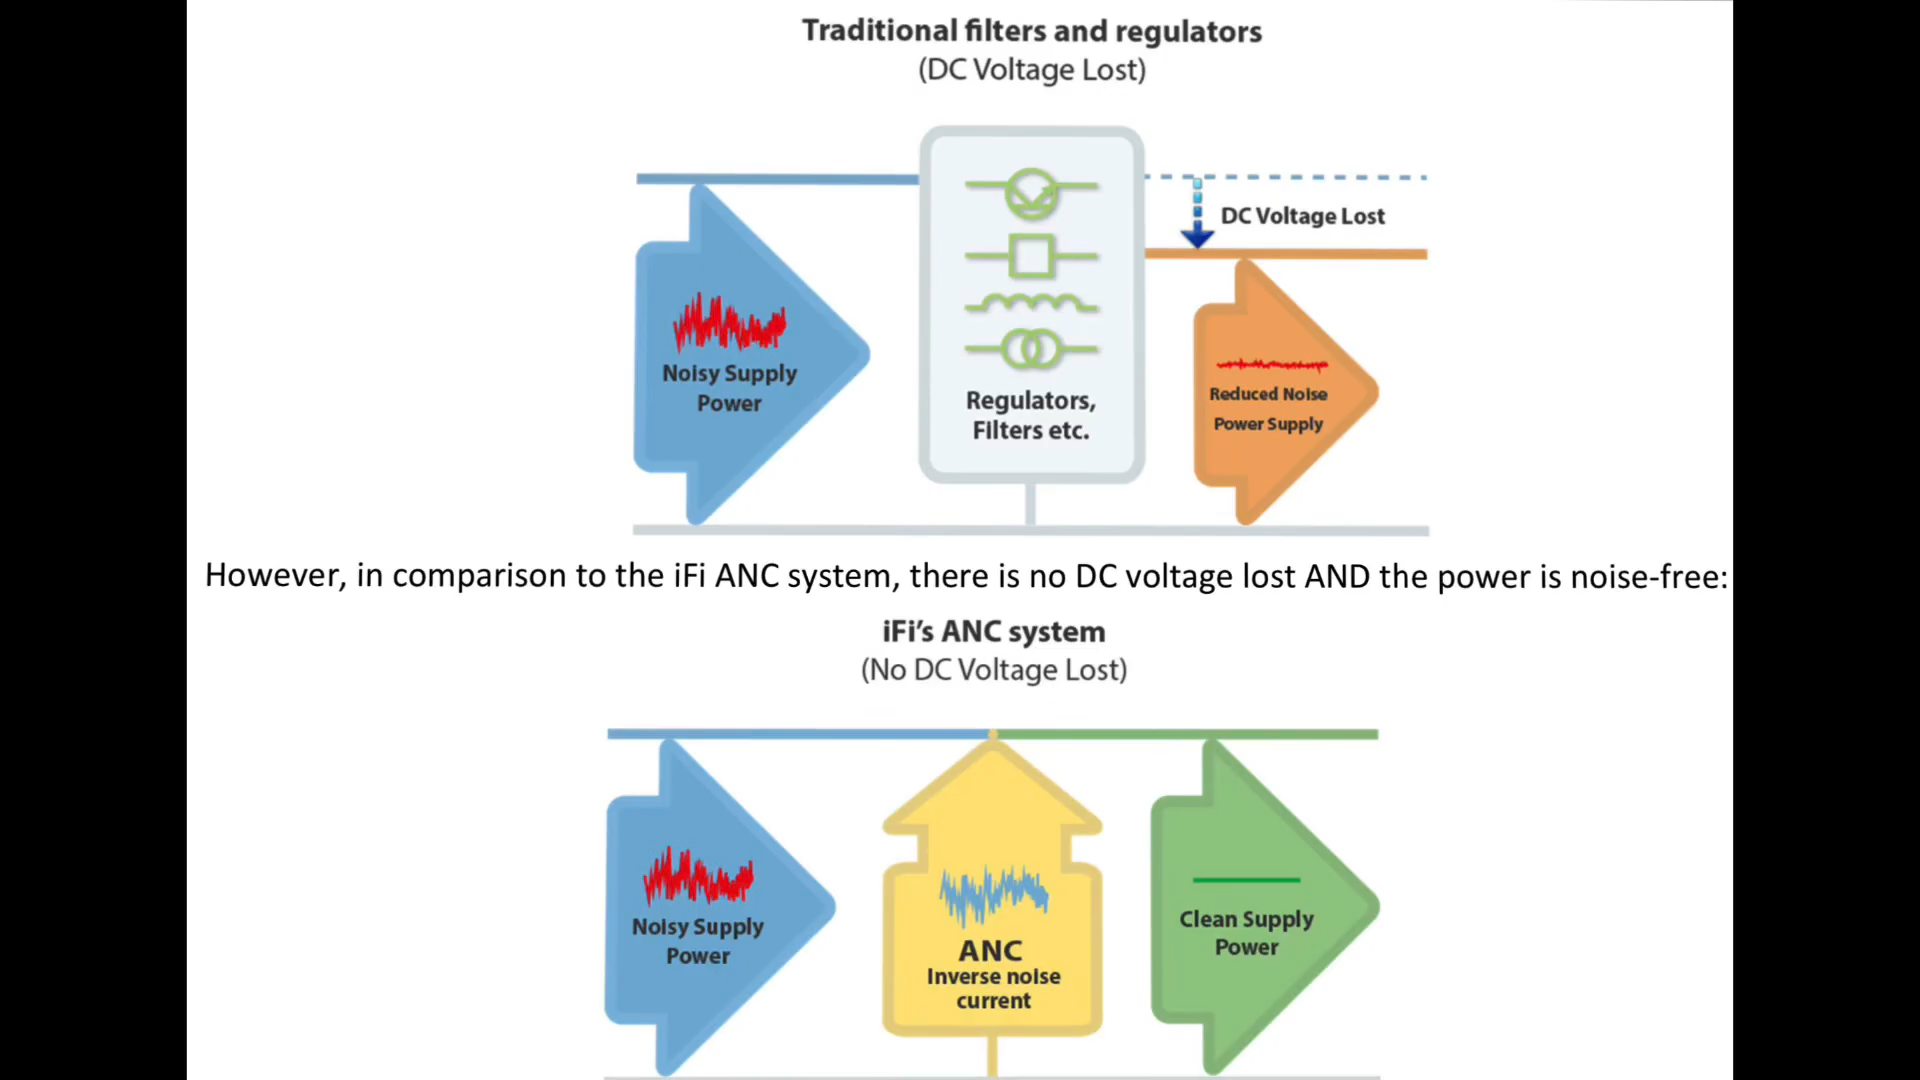 Traditional filters and regulators
(DC Voltage Lost)
DC Voltage Lost
Noisy Supply
Power
Regulators,
Filters etc.
Reduced Noise
Power Supply
However, in comparison to the iFi ANC system, there is no DC voltage lost AND the power is noise-free:
iFi’s ANC system
(No DC Voltage Lost)
Noisy Supply
Power
ANC
Inverse noise
current
Clean Supply
Power